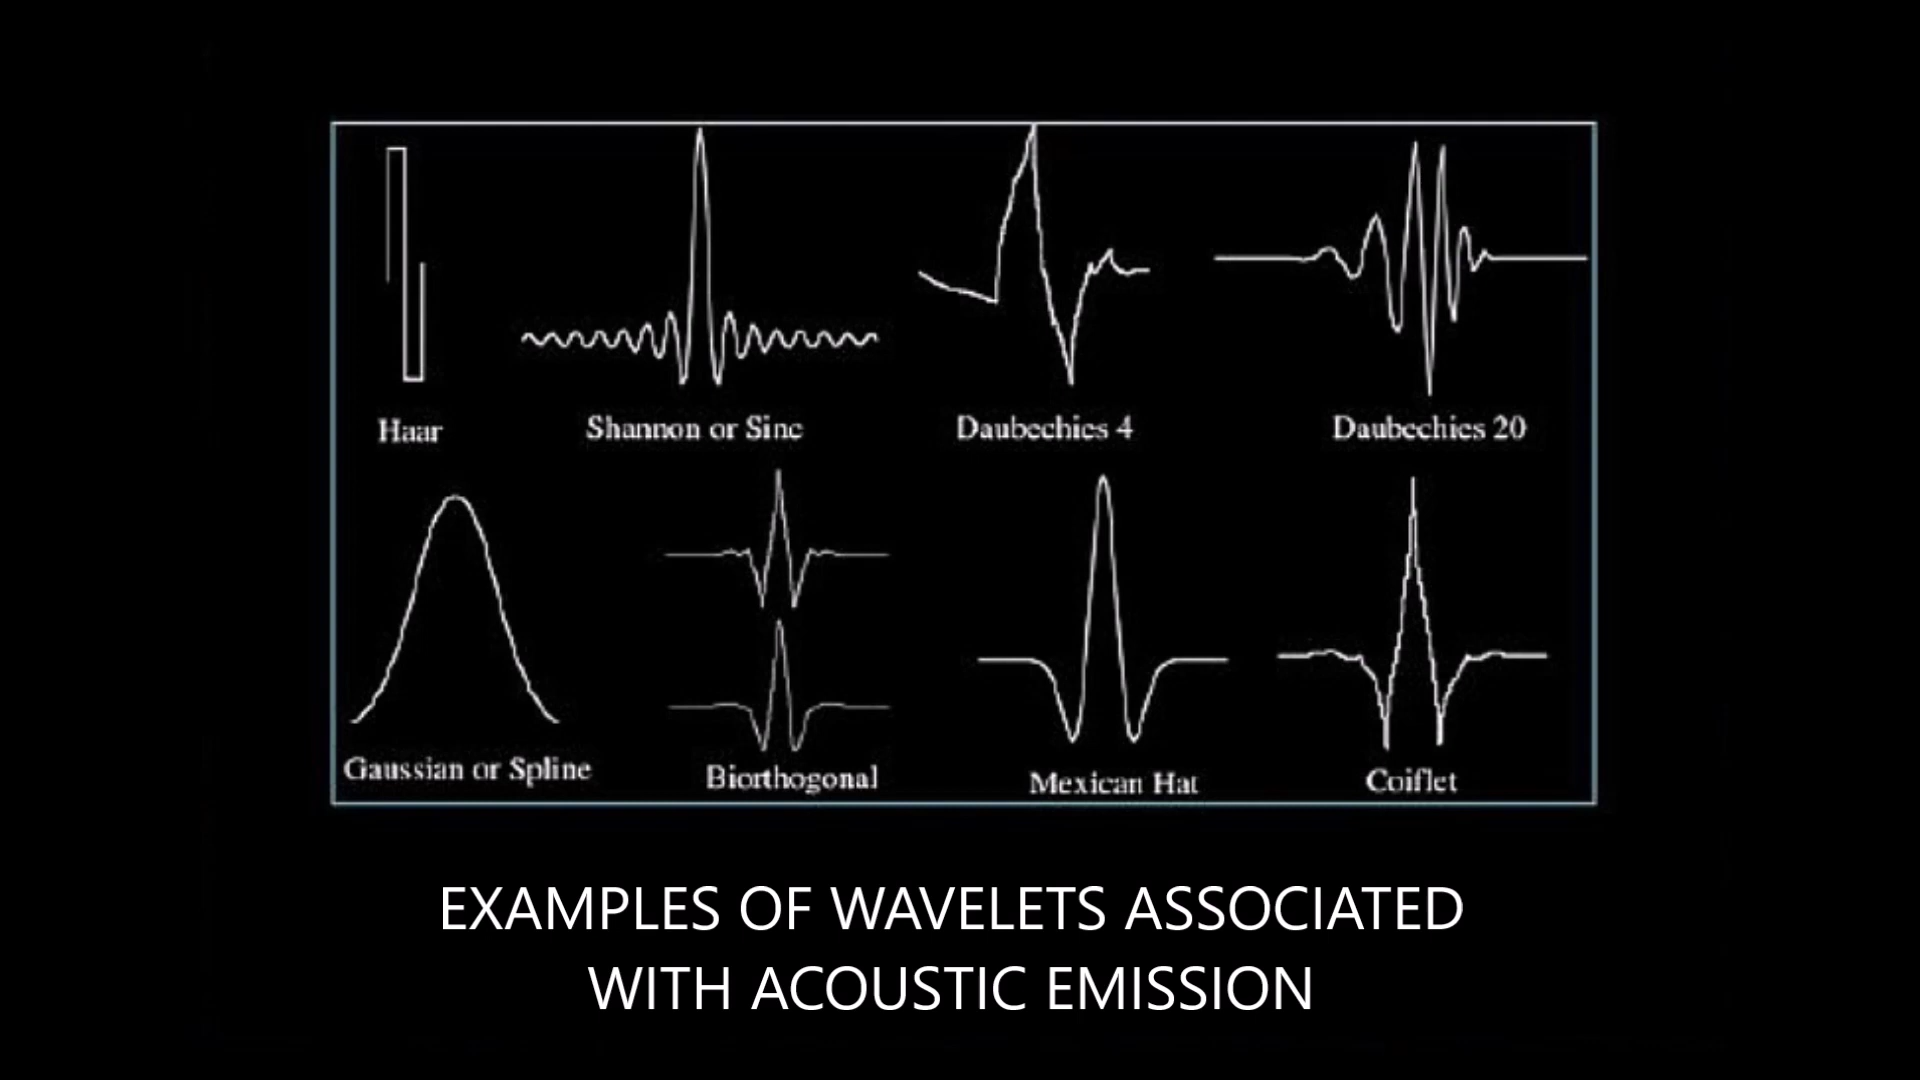 Haar
Shannon or Sinc
Daubechies 4
Daubechies 20
Gaussian or Spline
Biorthogonal
Mexican Hat
Coiflet
EXAMPLES OF WAVELETS ASSOCIATED
WITH ACOUSTIC EMISSION